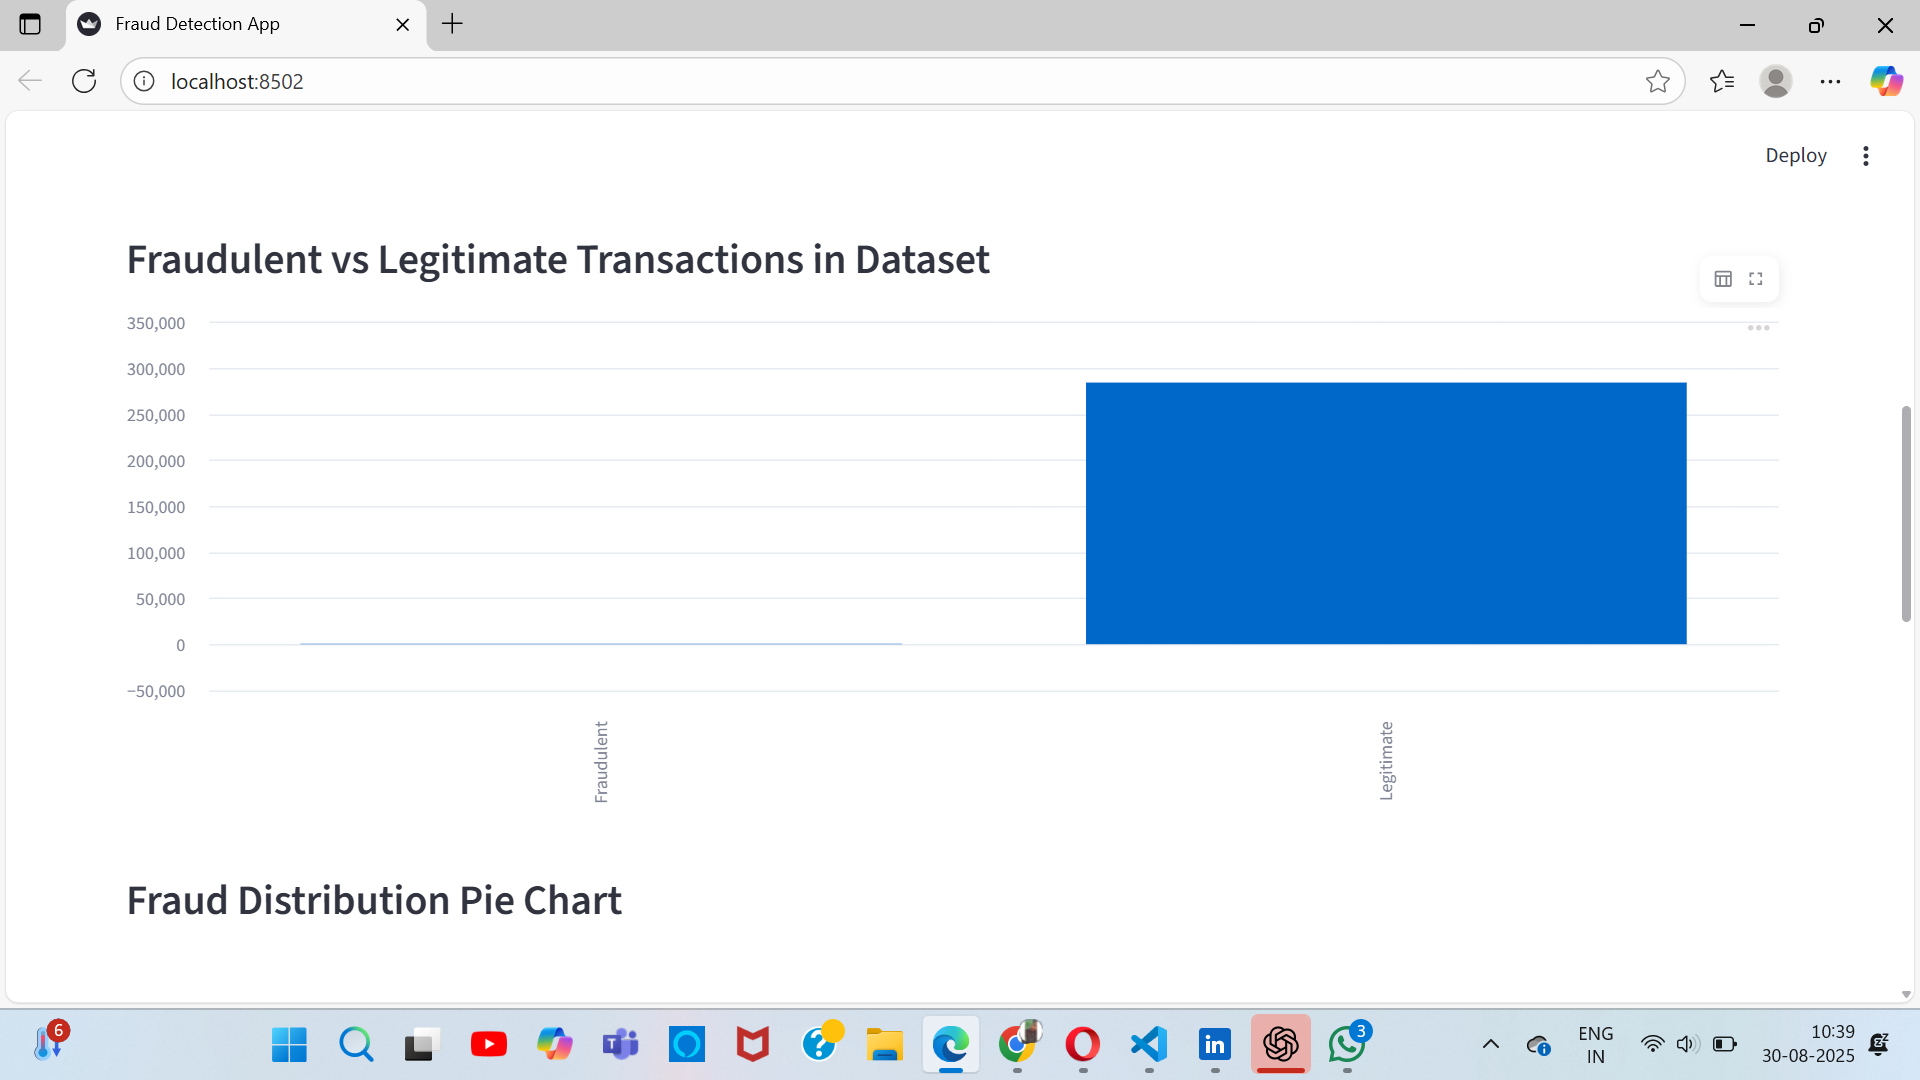 Fraud Detection App
localhost:8502
Deploy
Fraudulent vs Legitimate Transactions in Dataset
350,000
300,000
250,000
200,000
150,000
100,000
50,000
0
−50,000
Fraudulent
Legitimate
Fraud Distribution Pie Chart
6
T
in
3
ENG
IN
10:39
30-08-2025